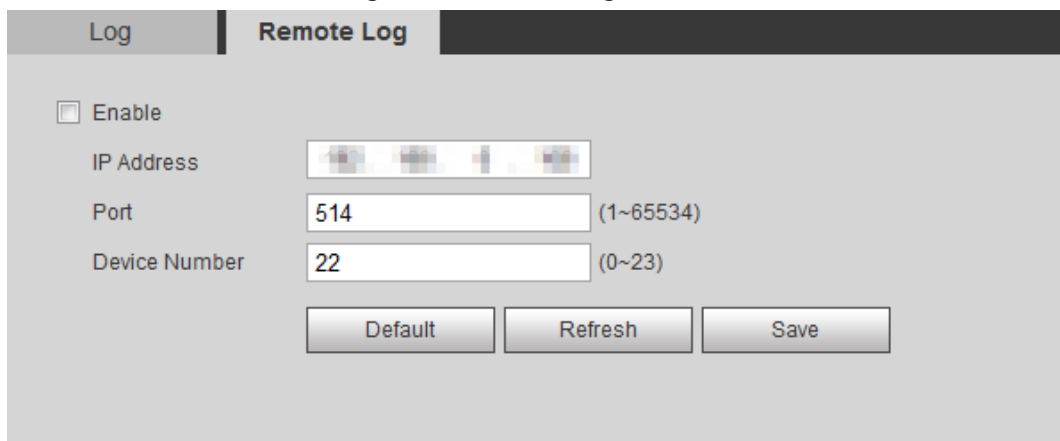 Log Remote Log
Enable
IP Address
Port 514 (1~65534)
Device Number 22 (0~23)
Default Refresh Save